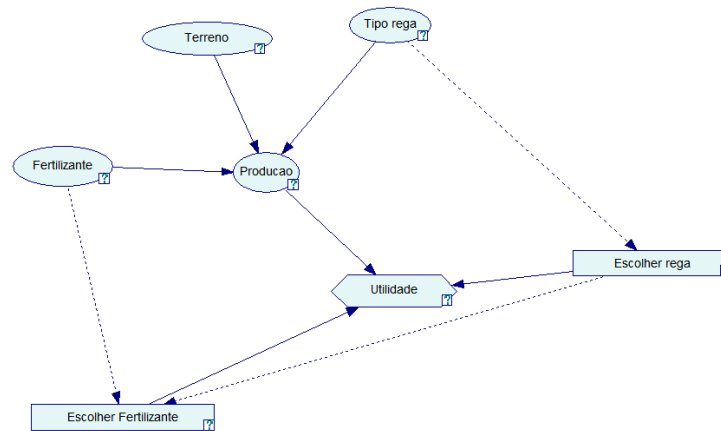 Tipo rega
?
Terreno
?
Fertilizante
?
Producao
?
Escolher rega
?
Utilidade
?
Escolher Fertilizante
?